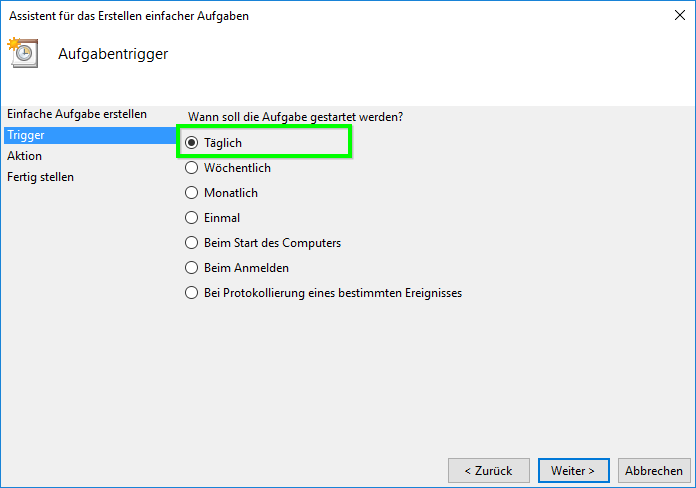 Assistent für das Erstellen einfacher Aufgaben
Aufgabentrigger
Einfache Aufgabe erstellen
Trigger
Aktion
Fertig stellen
Wann soll die Aufgabe gestartet werden?
Täglich
Wöchentlich
Monatlich
Einmal
Beim Start des Computers
Beim Anmelden
Bei Protokollierung eines bestimmten Ereignisses
< Zurück
Weiter >
Abbrechen